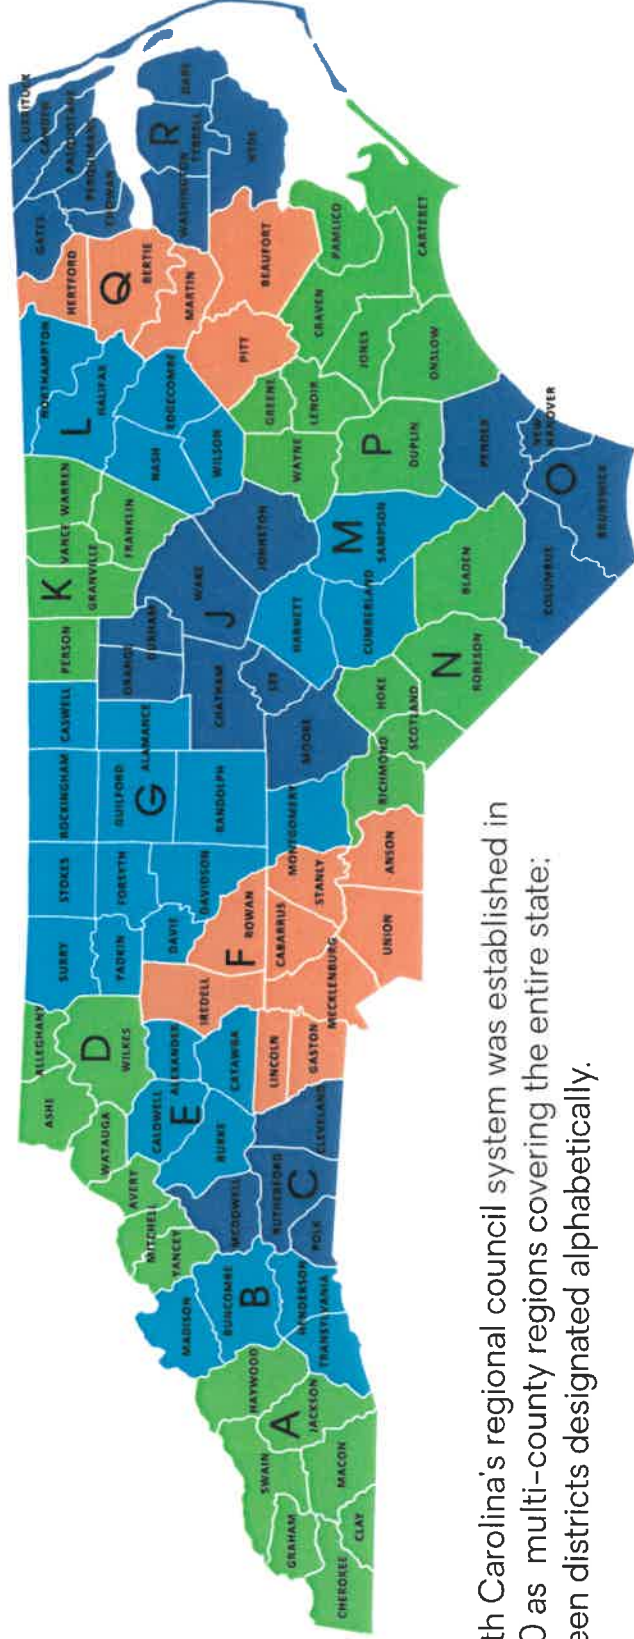 CHEROKEE
GRAHAM
CLAY
SWAIN
MACON
A
JACKSON
HAYWOOD
MADISON
BUNCOMBE
B
HENDERSON
TRANSYLVANIA
YANCEY
MITCHELL
AVERY
WATAUGA
ASHE
ALLEGHANY
D
WILKES
MCDOWELL
RUTHERFORD
C
POLK
CLEVELAND
CALDWELL
E
BURKE
ALEXANDER
CATAWBA
LINCOLN
GASTON
IREDELL
F
ROWAN
CABARRUS
MECKLENBURG
STANLY
UNION
ANSON
SURRY
STOKES
ROCKINGHAM
CASWELL
YADKIN
FORSYTH
GUILFORD
ALAMANCE
G
DAVIE
DAVIDSON
RANDOLPH
MONTGOMERY
PERSON
GRANVILLE
K
VANCE
WARREN
FRANKLIN
ORANGE
DURHAM
WAKE
J
CHATHAM
LEE
MOORE
JOHNSTON
HARNETT
CUMBERLAND
M
SAMPSON
RICHMOND
SCOTLAND
HOKE
N
ROBESON
BLADEN
NORTHAMPTON
HALIFAX
L
NASH
EDGECOMBE
WILSON
WAYNE
GREENE
LENOIR
P
DUPLIN
JONES
CRAVEN
ONSLOW
PAMLICO
CARTERET
COLUMBUS
BRUNSWICK
O
PENDER
NEW
HANOVER
HERTFORD
Q
BERTIE
MARTIN
PITT
BEAUFORT
GATES
CURRITUCK
CAMDEN
PASQUOTANK
PERQUIMANS
CHOWAN
WASHINGTON
R
TYRRELL
DARE
HYDE
th Carolina's regional council system was established in
0 as multi-county regions covering the entire state:
een districts designated alphabetically.